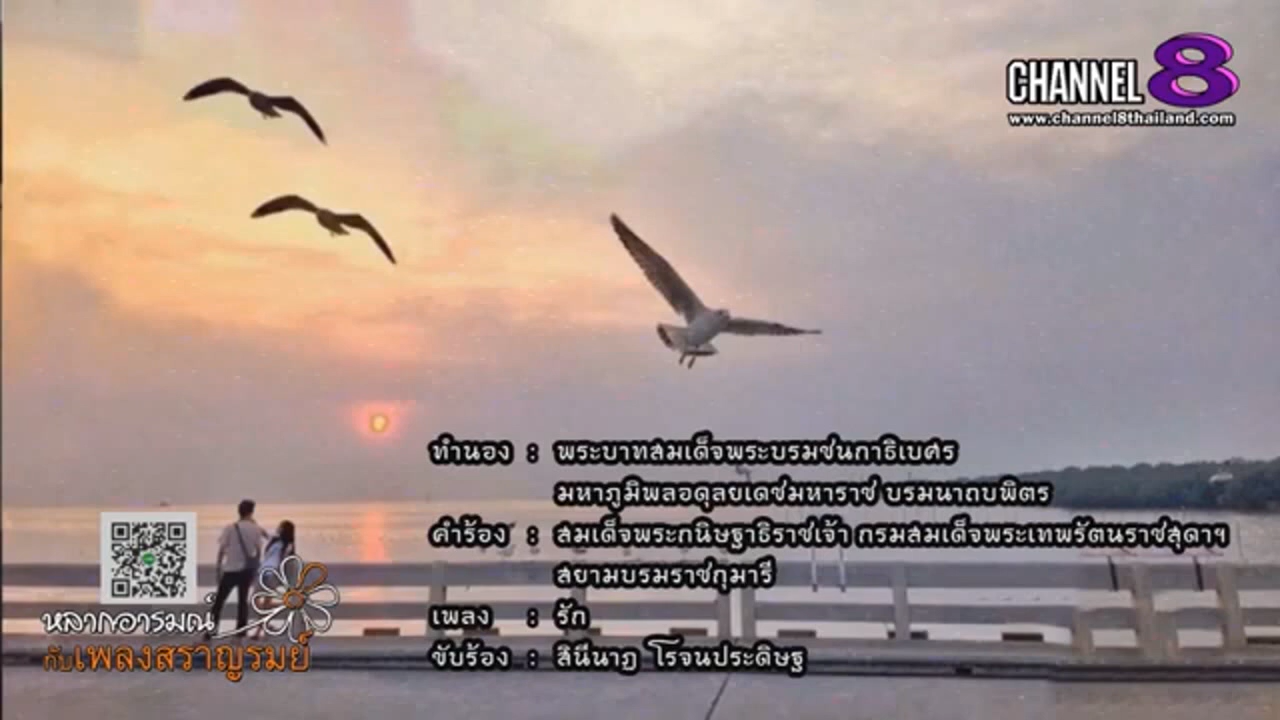 CHANNEL 8
www.channel8thailand.com
ทำนอง : พระบาทสมเด็จพระบรมชนกาธิเบศร
มหาภูมิพลอดุลยเดชมหาราช บรมนาถบพิตร
คำร้อง : สมเด็จพระกนิษฐาธิราชเจ้า กรมสมเด็จพระเทพรัตนราชสุดาฯ
สยามบรมราชกุมารี
เพลง : รัก
ขับร้อง : สินีนาฏ โรจนประดิษฐ
หลากอารมณ์
กับเพลงสราญรมย์